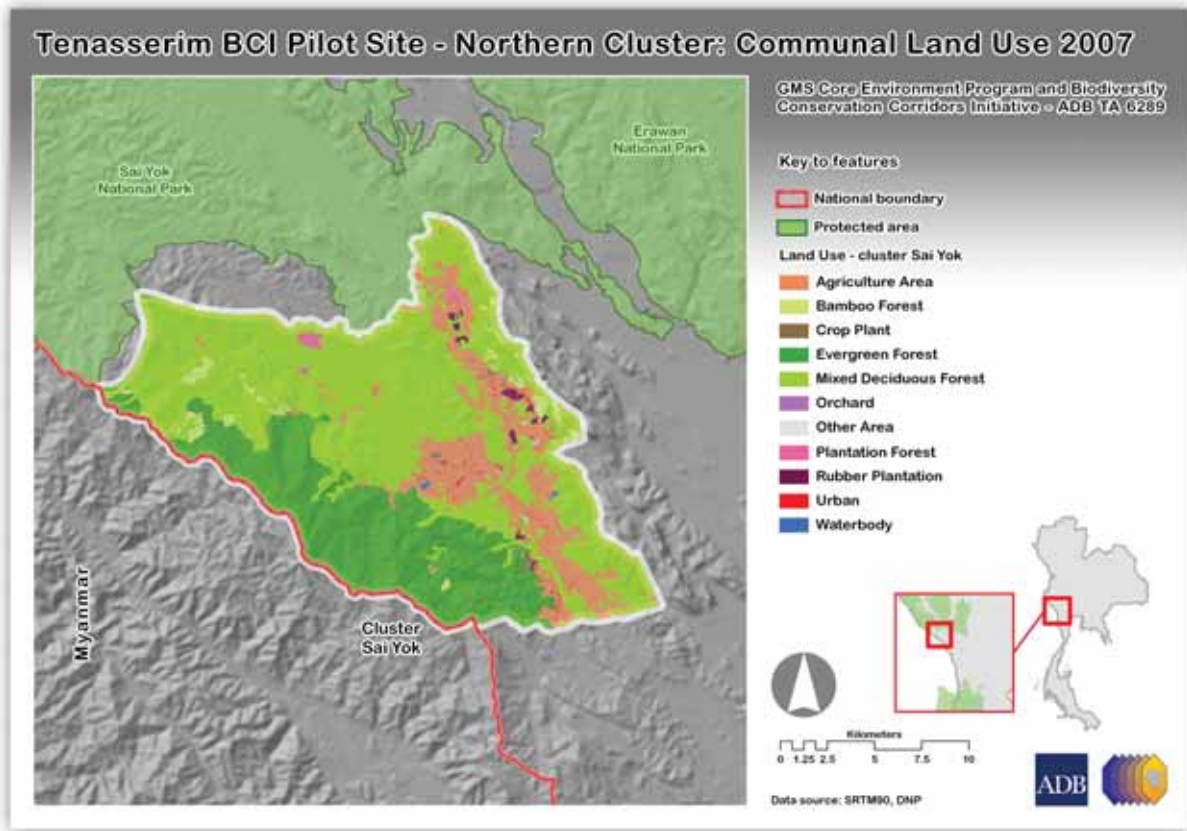 Tenasserim BCI Pilot Site - Northern Cluster: Communal Land Use 2007
GMS Core Environment Program and Biodiversity
Conservation Corridors Initiative - ADB TA 6289
Erawan
National Park
Sai Yok
National Park
Myanmar
Cluster
Sai Yok
Key to features
National boundary
Protected area
Land Use - cluster Sai Yok
Agriculture Area
Bamboo Forest
Crop Plant
Evergreen Forest
Mixed Deciduous Forest
Orchard
Other Area
Plantation Forest
Rubber Plantation
Urban
Waterbody
Kilometers
0 1.25 2.5 5 7.5 10
Data source: SRTM90, DNP
ADB